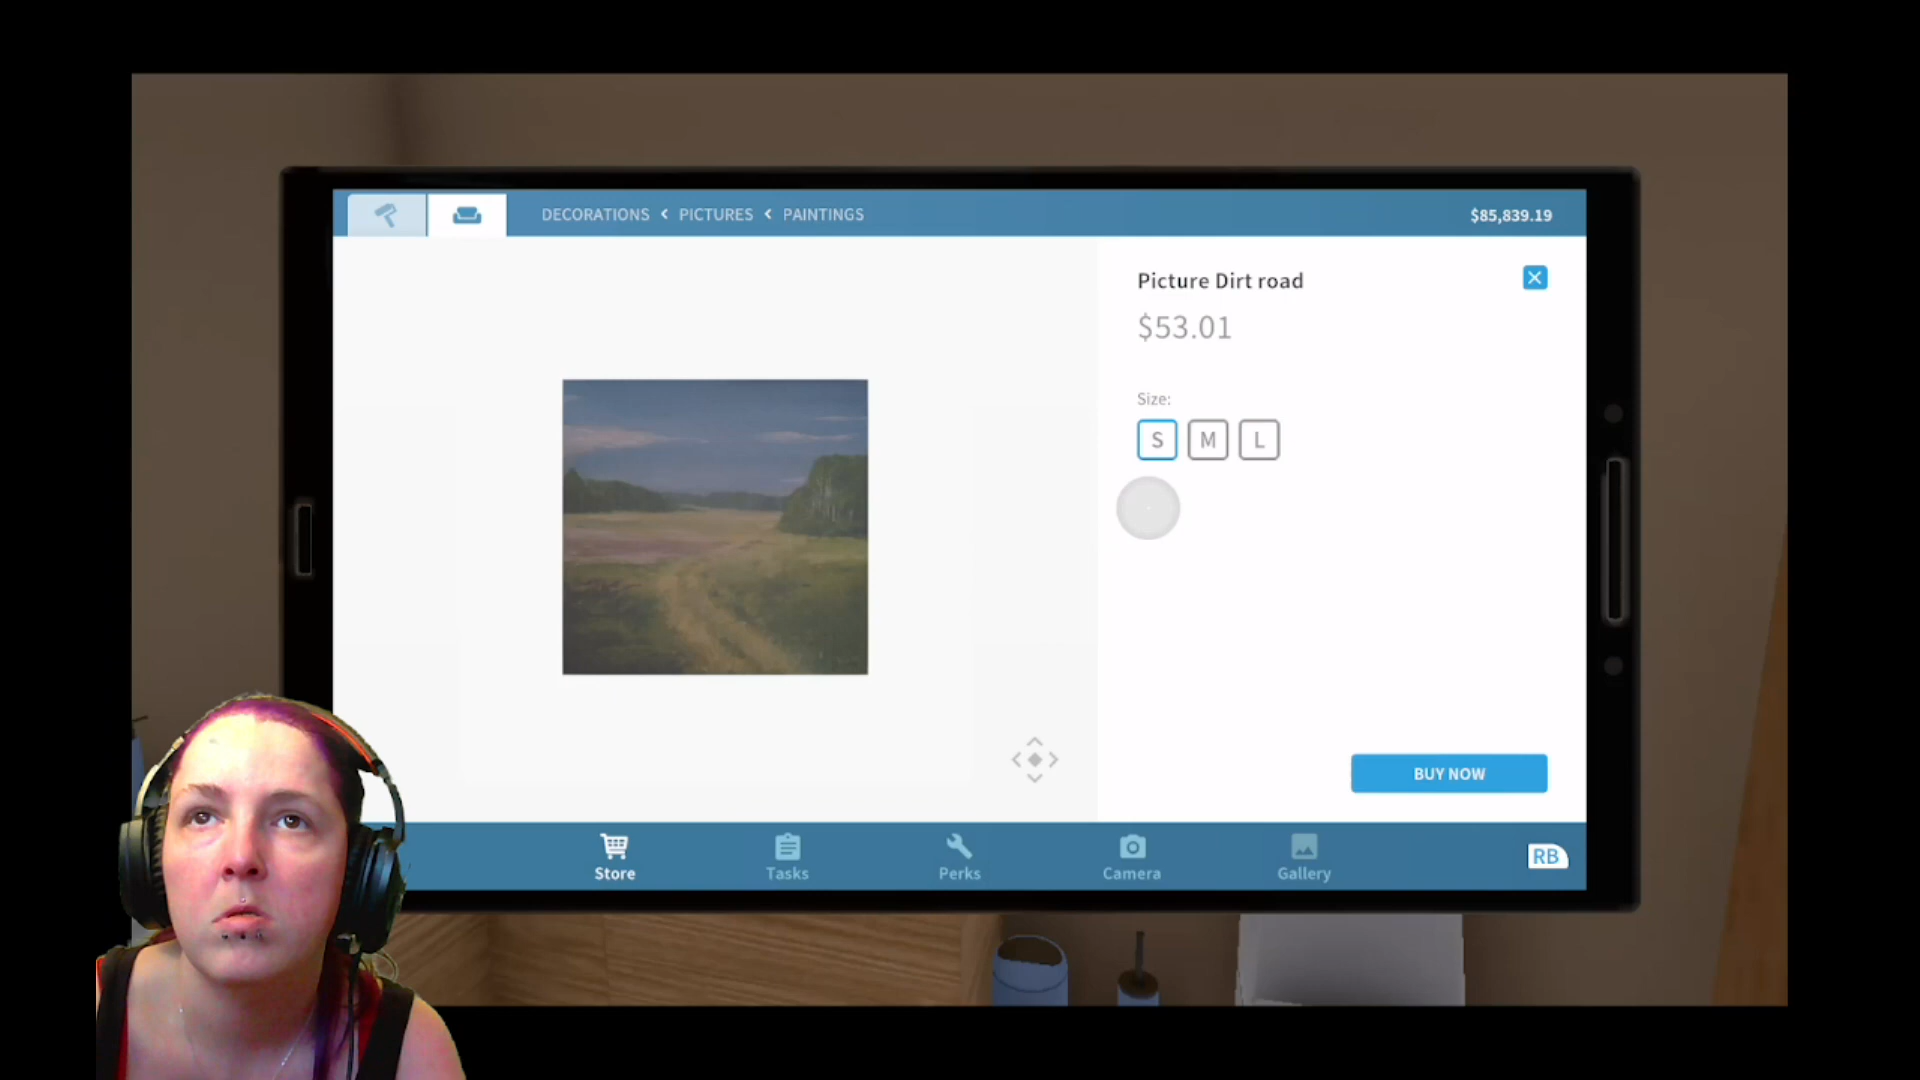 DECORATIONS < PICTURES < PAINTINGS
$85,839.19
Picture Dirt road
$53.01
Size:
S M L
BUY NOW
Store Tasks Perks Camera Gallery
RB